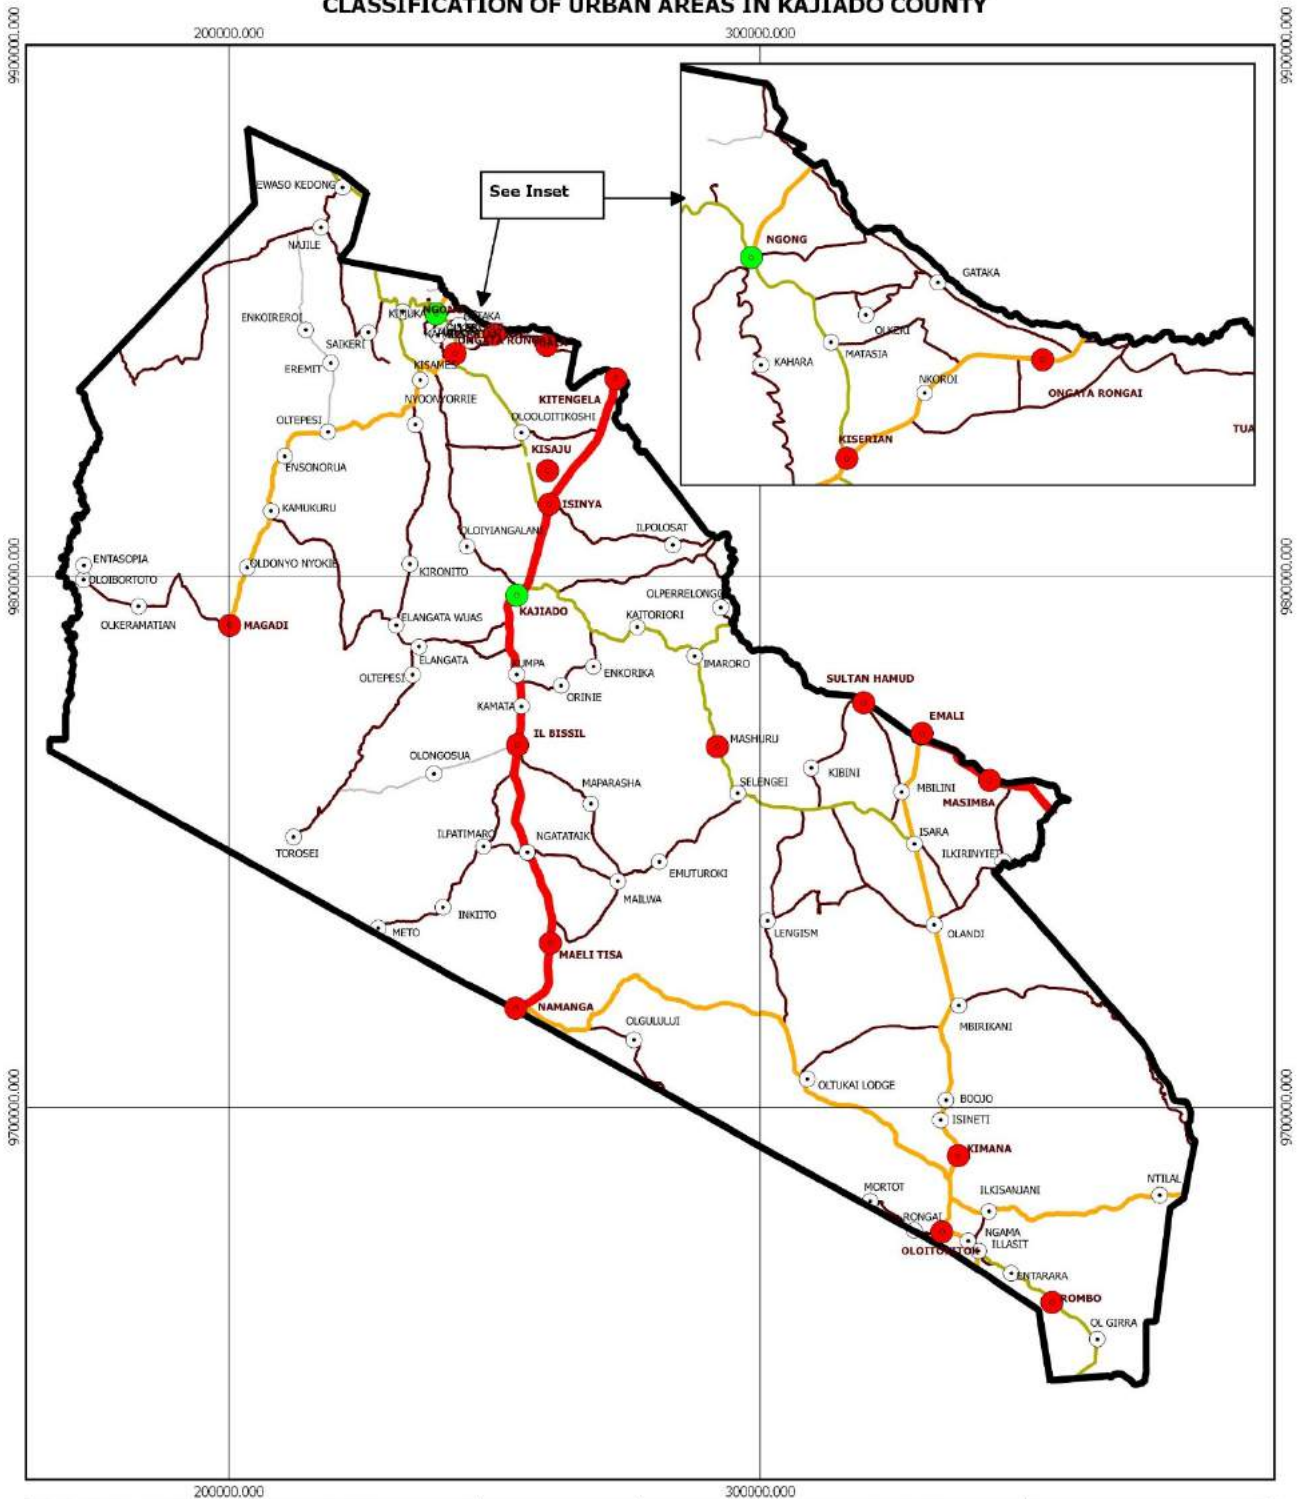 CLASSIFICATION OF URBAN AREAS IN KAJIADO COUNTY
200000.000
300000.000
9900000.000
9900000.000
See Inset
NGONG
GATAKA
OLKERI
MATASIA
KAHARA
NKOROI
ONGATA RONGAI
KISERIAN
TUA
EWASO KEDONG
NAJILE
ENKOIREROI
SAIKERI
EREMIT
KISAMES
KITENGELA
NYOONYORRIE
OLTEPESI
OLOOLOITIKOSHI
KISAJU
ENSONORUA
ISINYA
KAMUKURU
ILPOLOSAT
ENTASOPIA
OLDONYO NYOKIE
KIRONITO
OLOIBORTOTO
9800000.000
9800000.000
OLPERRELONGO
KAJIADO
OLKERAMATIAN
MAGADI
ELANGATA WUAS
KAITORIORI
ELANGATA
IMARORO
OLTEPESI
KUMPA
ENKORIKA
ORINIE
SULTAN HAMUD
KAMATA
EMALI
IL BISSIL
MASHURU
OLONGOSUA
KIBINI
MAPARASHA
SELENGEI
MBILINI
MASIMBA
ILPATIMARO
NGATATAIK
ISARA
TOROSEI
ILKIRINYIET
EMUTUROKI
MAILWA
INKIITO
METO
LENGISM
OLANDI
MAELI TISA
NAMANGA
OLGULULUI
MBIRIKANI
OLTUKAI LODGE
BOOJO
9700000.000
9700000.000
ISINETI
KIMANA
MORTOT
ILKISANJANI
NTILAL
RONGAI
NGAMA
ILLASIT
ENTARARA
ROMBO
OL GIRRA
200000.000
300000.000